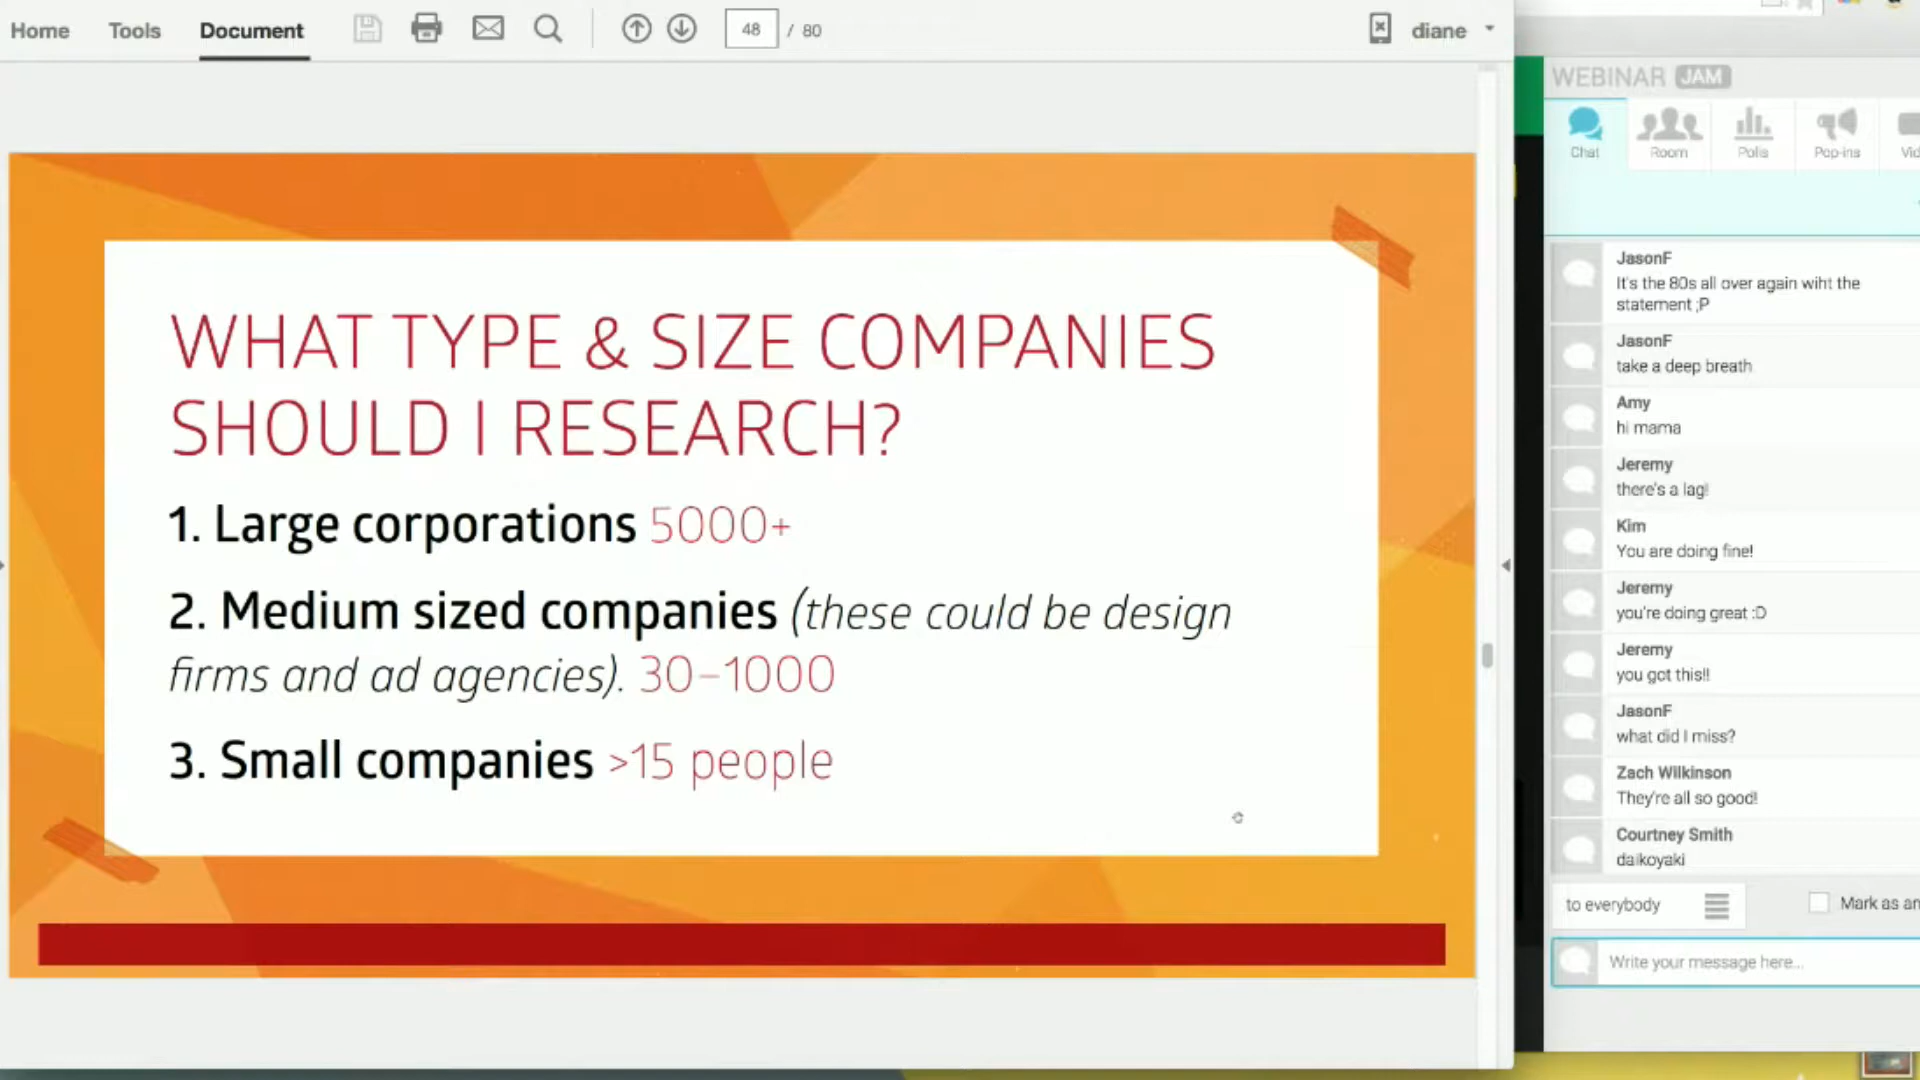 Home Tools Document 48 / 80 diane
WHAT TYPE & SIZE COMPANIES
SHOULD I RESEARCH?
1. Large corporations 5000+
2. Medium sized companies (these could be design
firms and ad agencies). 30–1000
3. Small companies >15 people
WEBINAR JAM
Chat Room Polls Pop-ins Vid
JasonF
It's the 80s all over again wiht the
statement ;P
JasonF
take a deep breath
Amy
hi mama
Jeremy
there's a lag!
Kim
You are doing fine!
Jeremy
you're doing great :D
Jeremy
you got this!!
JasonF
what did I miss?
Zach Wilkinson
They're all so good!
Courtney Smith
daikoyaki
to everybody Mark as an
Write your message here...